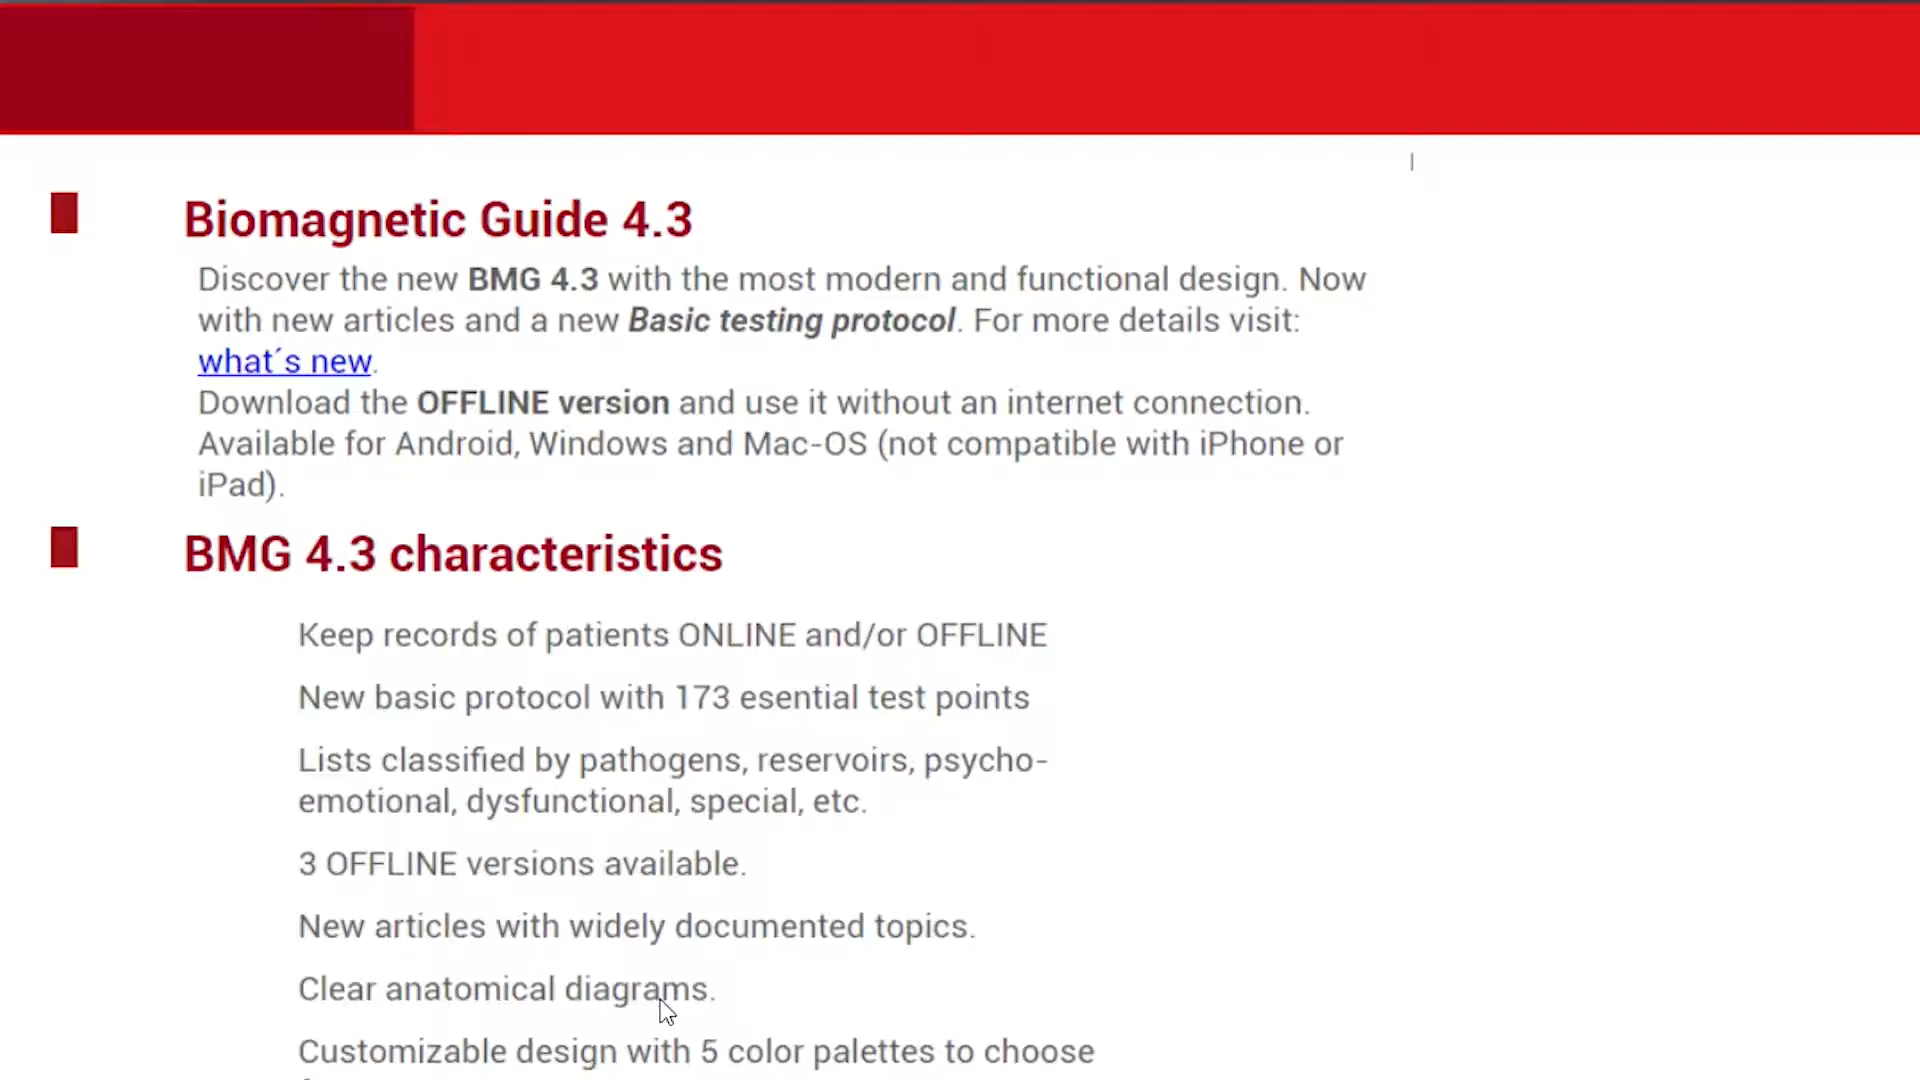 Biomagnetic Guide 4.3
Discover the new BMG 4.3 with the most modern and functional design. Now
with new articles and a new Basic testing protocol. For more details visit:
what´s new.
Download the OFFLINE version and use it without an internet connection.
Available for Android, Windows and Mac-OS (not compatible with iPhone or
iPad).
BMG 4.3 characteristics
Keep records of patients ONLINE and/or OFFLINE
New basic protocol with 173 esential test points
Lists classified by pathogens, reservoirs, psycho-
emotional, dysfunctional, special, etc.
3 OFFLINE versions available.
New articles with widely documented topics.
Clear anatomical diagrams.
Customizable design with 5 color palettes to choose